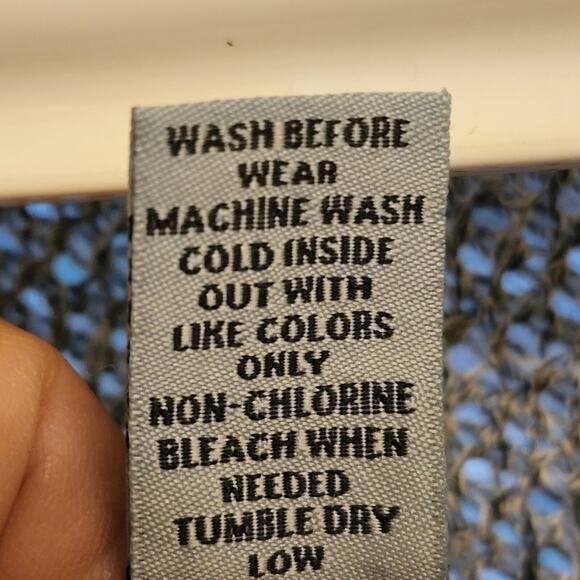 WASH BEFORE
WEAR
MACHINE WASH
COLD INSIDE
OUT WITH
LIKE COLORS
ONLY
NON-CHLORINE
BLEACH WHEN
NEEDED
TUMBLE DRY
LOW